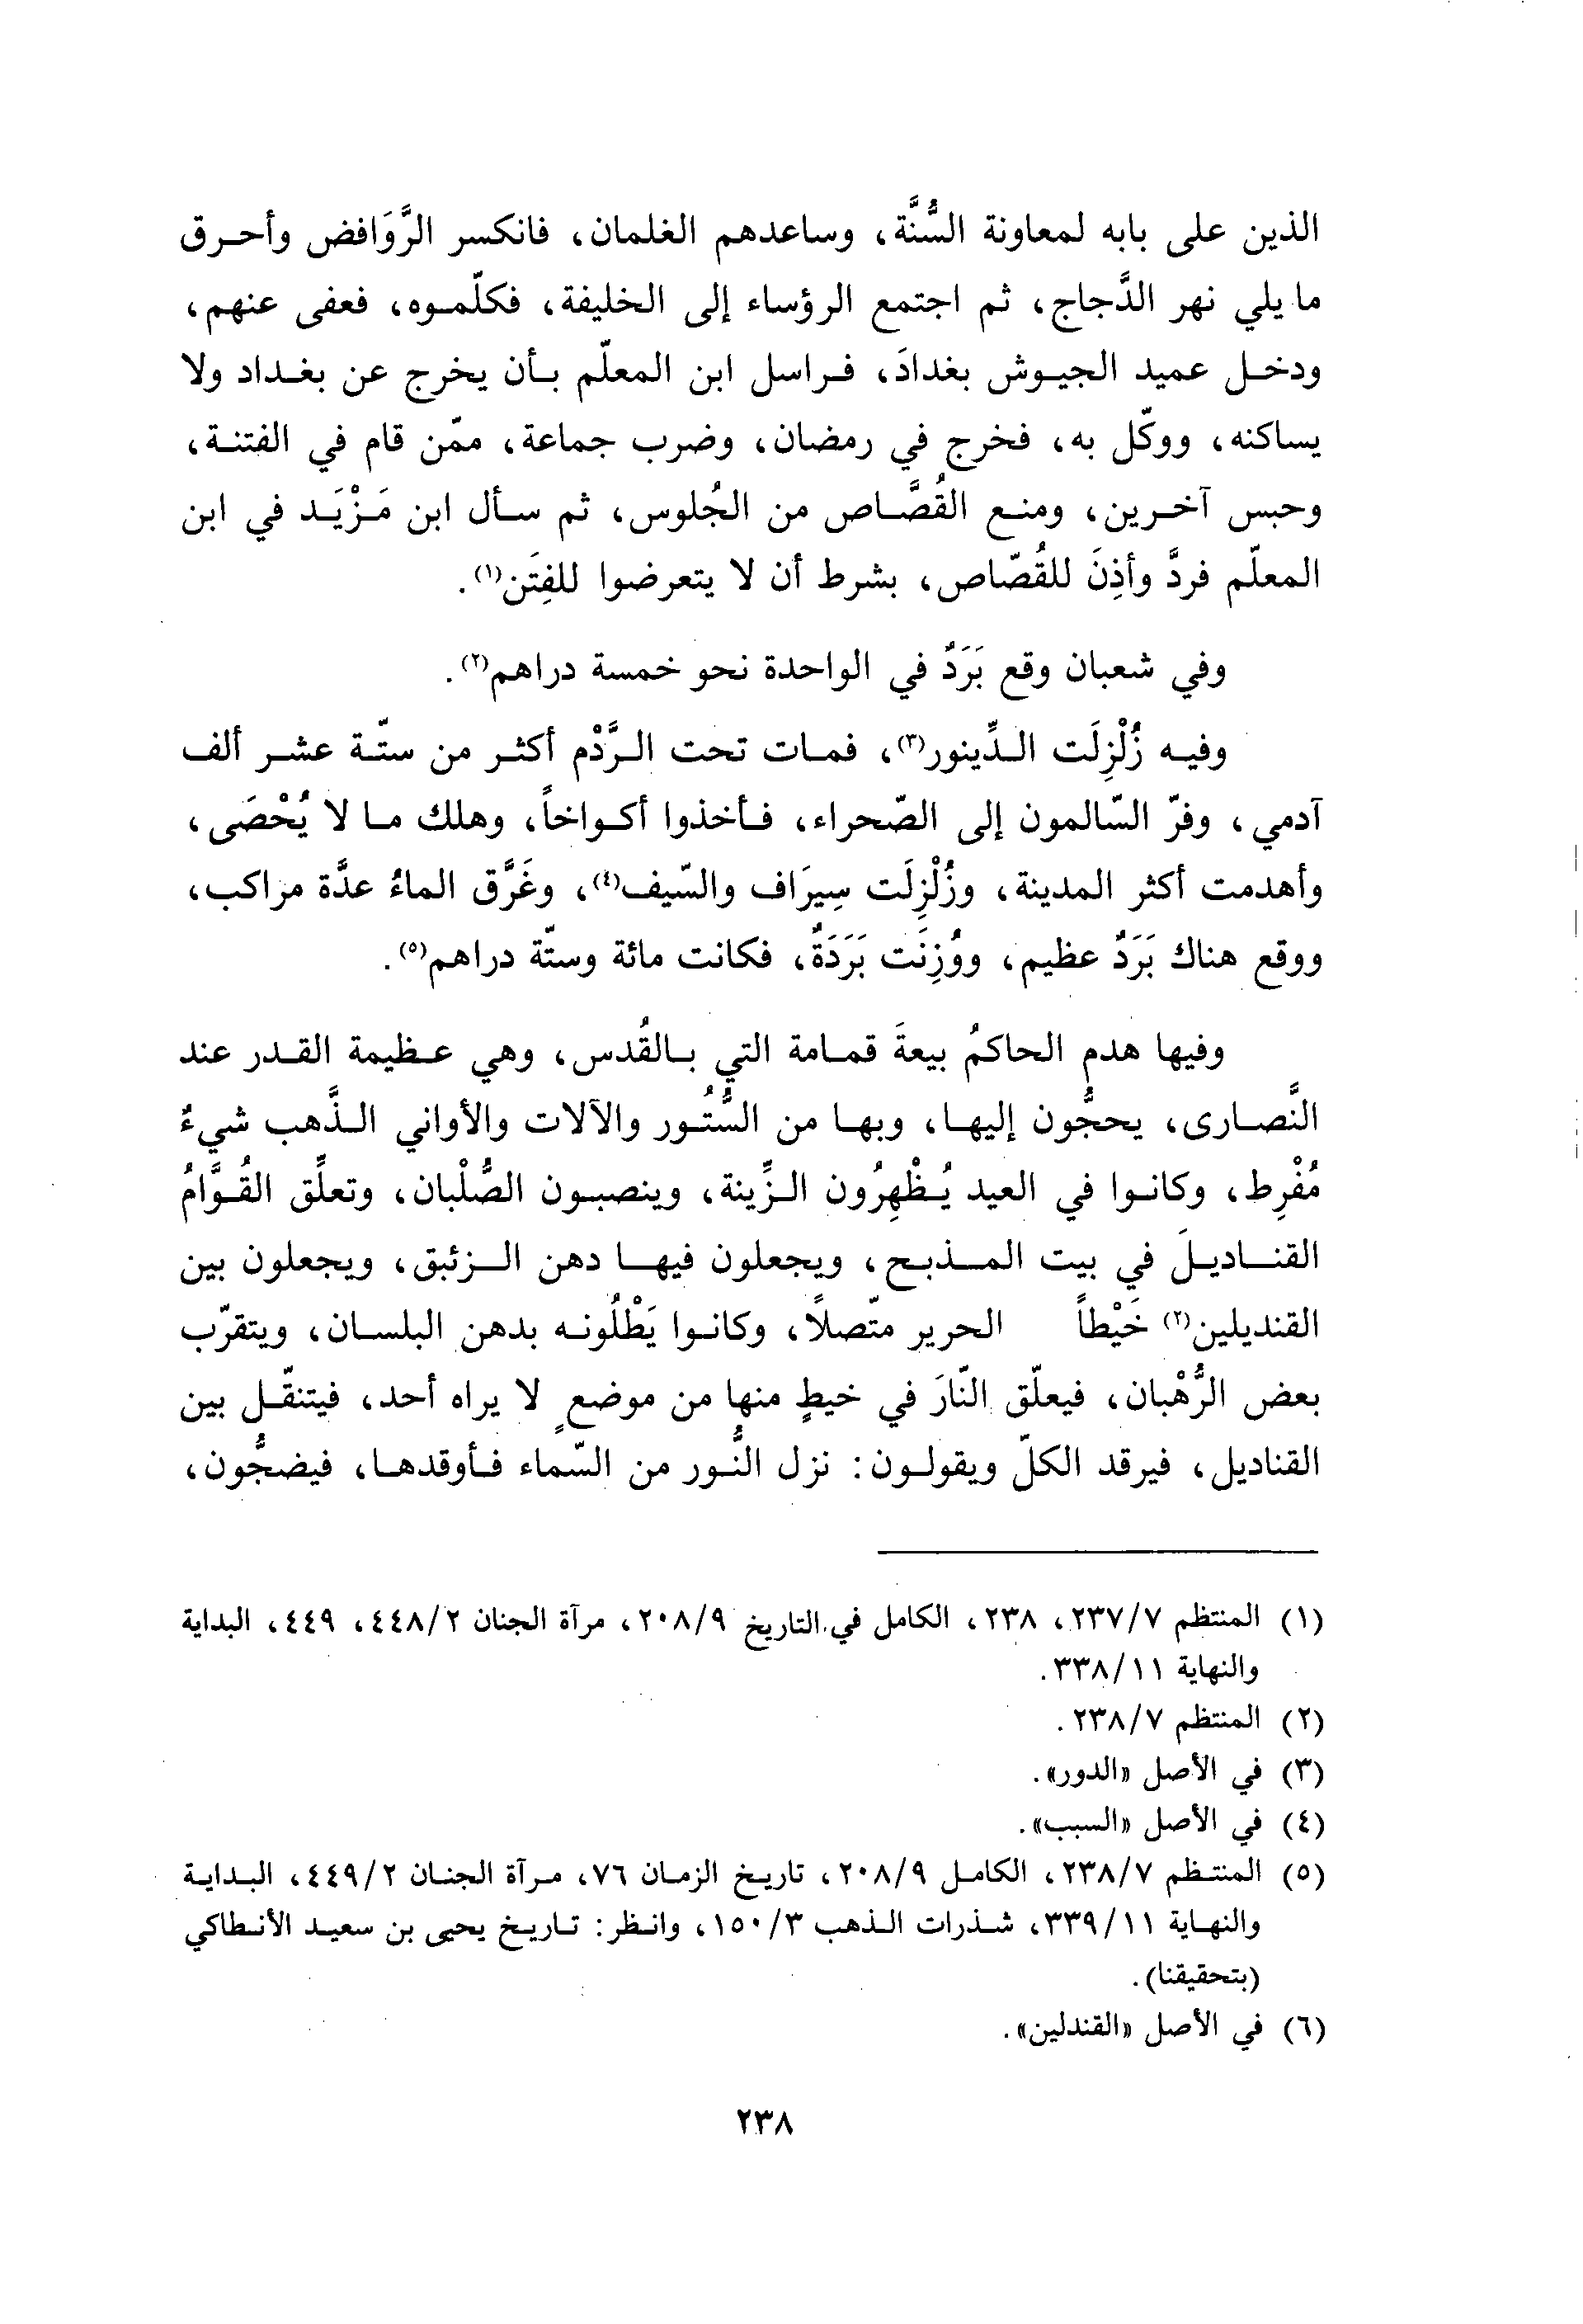 الذين على بابه لمعاونة السُّنَّة، وساعدهم الغلمان، فانكسر الرَّوَافض وأحرق
ما يلي نهر الدَّجاج، ثم اجتمع الرؤساء إلى الخليفة، فكلّموه، فعفى عنهم،
ودخل عميد الجيوش بغدادَ، فراسل ابن المعلّم بأن يخرج عن بغداد ولا
يساكنه، ووكّل به، فخرج في رمضان، وضرب جماعة، ممّن قام في الفتنة،
وحبس آخرين، ومنع القُصَّاص من الجُلوس، ثم سأل ابن مَزْيَد في ابن
المعلّم فردَّ وأذِنَ للقُصّاص، بشرط أن لا يتعرضوا للفِتَن(١).
وفي شعبان وقع بَرَدٌ في الواحدة نحو خمسة دراهم(٢).
وفيه زُلْزِلَت الدِّينور(٣)، فمات تحت الرَّدْم أكثر من ستّة عشر ألف
آدمي، وفرّ السّالمون إلى الصّحراء، فأخذوا أكواخاً، وهلك ما لا يُحْصَى،
وأهدمت أكثر المدينة، وزُلْزِلَت سِيرَاف والسّيف(٤)، وغَرَّق الماءُ عدَّة مراكب،
ووقع هناك بَرَدٌ عظيم، ووُزِنَت بَرَدَةٌ، فكانت مائة وستّة دراهم(٥).
وفيها هدم الحاكمُ بيعةَ قمامة التي بالقُدس، وهي عظيمة القدر عند
النَّصارى، يحجُّون إليها، وبها من السُّتُور والآلات والأواني الذَّهب شيءٌ
مُفْرِط، وكانوا في العيد يُظْهِرُون الزِّينة، وينصبون الصُّلْبان، وتعلِّق القُوَّامُ
القناديلَ في بيت المذبح، ويجعلون فيها دهن الزئبق، ويجعلون بين
القنديلين(٢) خَيْطاً الحرير متّصلًا، وكانوا يَطْلُونه بدهن البلسان، ويتقرّب
بعض الرُّهْبان، فيعلّق النّارَ في خيطٍ منها من موضعٍ لا يراه أحد، فيتنقّل بين
القناديل، فيرقد الكلّ ويقولون: نزل النُّور من السّماء فأوقدها، فيضجُّون،
(١) المنتظم ٢٣٧/٧، ٢٣٨، الكامل في التاريخ ٢٠٨/٩، مرآة الجنان ٤٤٨/٢، ٤٤٩، البداية
والنهاية ٣٣٨/١١.
(٢) المنتظم ٢٣٨/٧.
(٣) في الأصل «الدور».
(٤) في الأصل «السبب».
(٥) المنتظم ٢٣٨/٧، الكامل ٢٠٨/٩، تاريخ الزمان ٧٦، مرآة الجنان ٤٤٩/٢، البداية
والنهاية ٣٣٩/١١، شذرات الذهب ١٥٠/٣، وانظر: تاريخ يحيى بن سعيد الأنطاكي
(بتحقيقنا).
(٦) في الأصل «القندلين».
٢٣٨